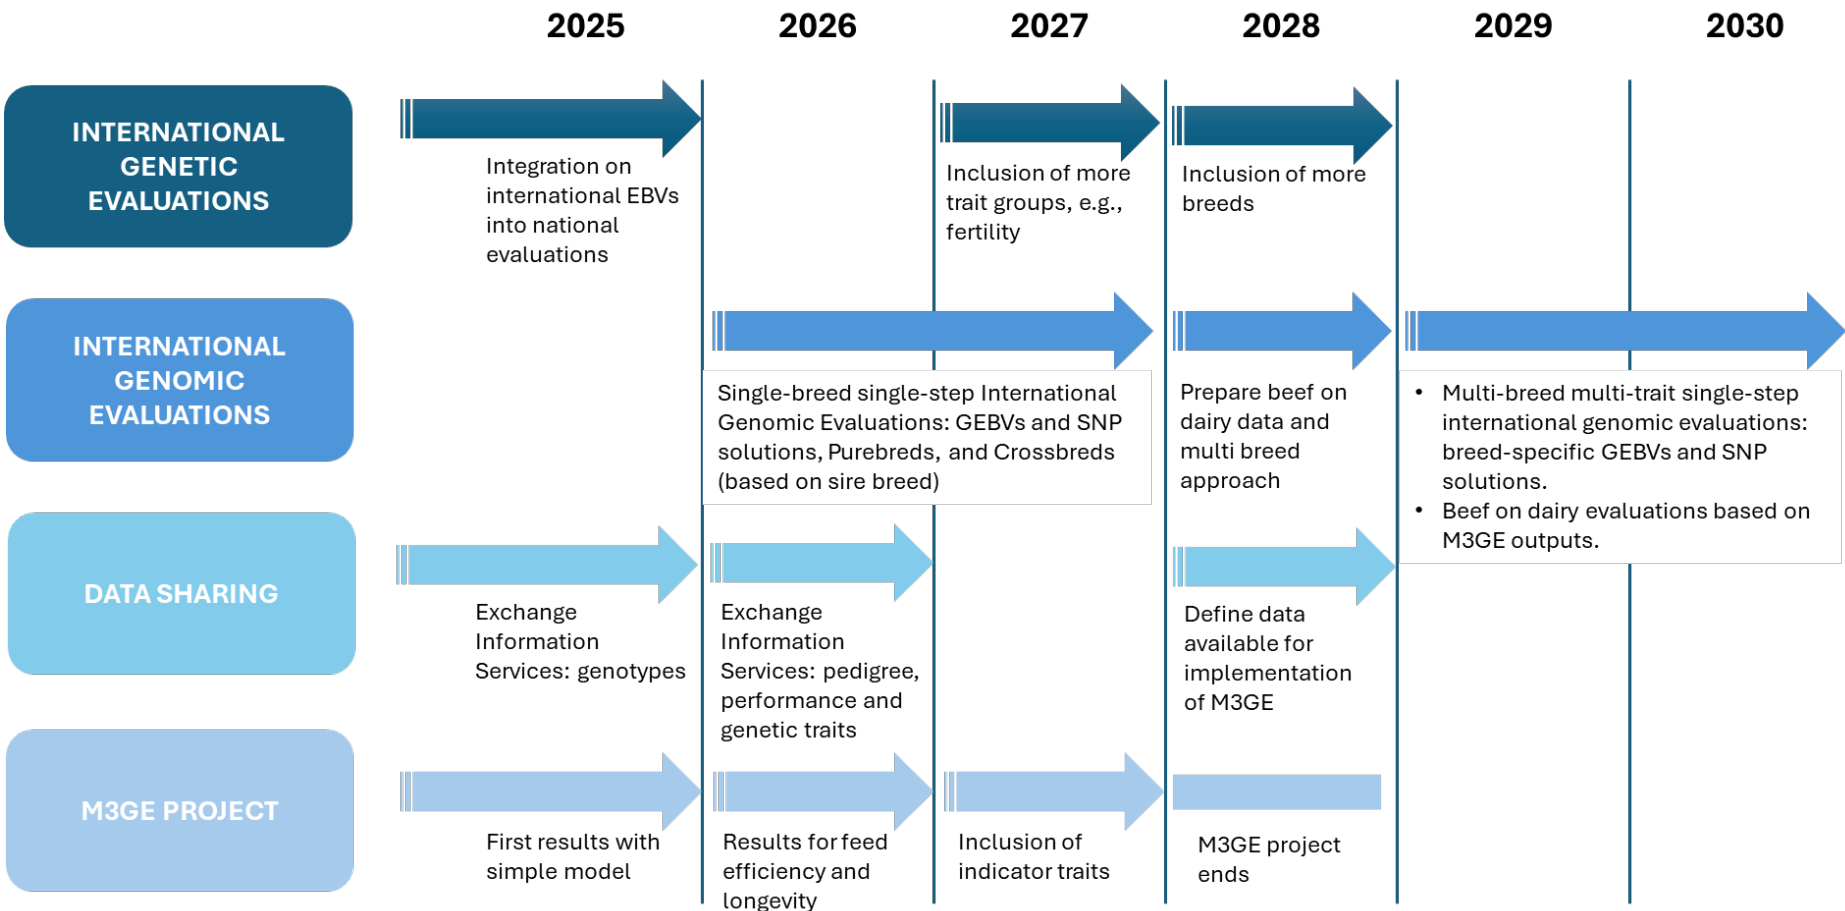 2025 2026 2027 2028 2029 2030
INTERNATIONAL
GENETIC
EVALUATIONS
Integration on
international EBVs
into national
evaluations
Inclusion of more
trait groups, e.g.,
fertility
Inclusion of more
breeds
INTERNATIONAL
GENOMIC
EVALUATIONS
Single-breed single-step International
Genomic Evaluations: GEBVs and SNP
solutions, Purebreds, and Crossbreds
(based on sire breed)
Prepare beef on
dairy data and
multi breed
approach
• Multi-breed multi-trait single-step
international genomic evaluations:
breed-specific GEBVs and SNP
solutions.
• Beef on dairy evaluations based on
M3GE outputs.
DATA SHARING
Exchange
Information
Services: genotypes
Exchange
Information
Services: pedigree,
performance and
genetic traits
Define data
available for
implementation
of M3GE
M3GE PROJECT
First results with
simple model
Results for feed
efficiency and
longevity
Inclusion of
indicator traits
M3GE project
ends